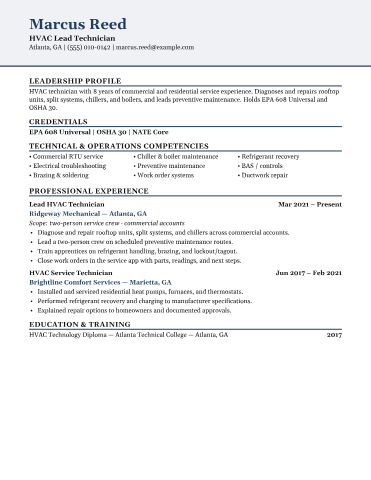 Marcus Reed
HVAC Lead Technician
Atlanta, GA | (555) 010-0142 | marcus.reed@example.com
LEADERSHIP PROFILE
HVAC technician with 8 years of commercial and residential service experience. Diagnoses and repairs rooftop
units, split systems, chillers, and boilers, and leads preventive maintenance. Holds EPA 608 Universal and
OSHA 30.
CREDENTIALS
EPA 608 Universal | OSHA 30 | NATE Core
TECHNICAL & OPERATIONS COMPETENCIES
• Commercial RTU service • Chiller & boiler maintenance • Refrigerant recovery
• Electrical troubleshooting • Preventive maintenance • BAS / controls
• Brazing & soldering • Work order systems • Ductwork repair
PROFESSIONAL EXPERIENCE
Lead HVAC Technician Mar 2021 – Present
Ridgeway Mechanical — Atlanta, GA
Scope: two-person service crew · commercial accounts
• Diagnose and repair rooftop units, split systems, and chillers across commercial accounts.
• Lead a two-person crew on scheduled preventive maintenance routes.
• Train apprentices on refrigerant handling, brazing, and lockout/tagout.
• Close work orders in the service app with parts, readings, and next steps.
HVAC Service Technician Jun 2017 – Feb 2021
Brightline Comfort Services — Marietta, GA
• Installed and serviced residential heat pumps, furnaces, and thermostats.
• Performed refrigerant recovery and charging to manufacturer specifications.
• Explained repair options to homeowners and documented approvals.
EDUCATION & TRAINING
HVAC Technology Diploma — Atlanta Technical College — Atlanta, GA 2017